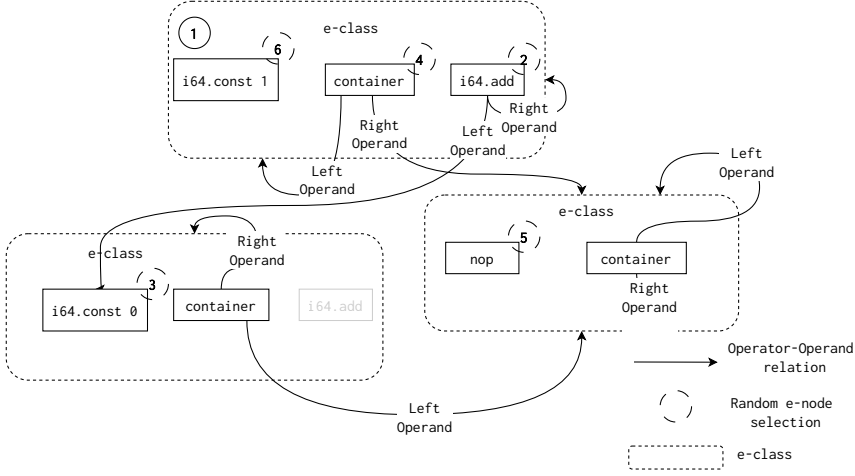 1
e-class
6
i64.const 1
4
container
2
i64.add
Right
Operand
Right
Operand
Left
Operand
Left
Operand
Left
Operand
e-class
5
nop
container
Right
Operand
e-class
Right
Operand
3
i64.const 0
container
i64.add
Left
Operand
Operator-Operand
relation
Random e-node
selection
e-class